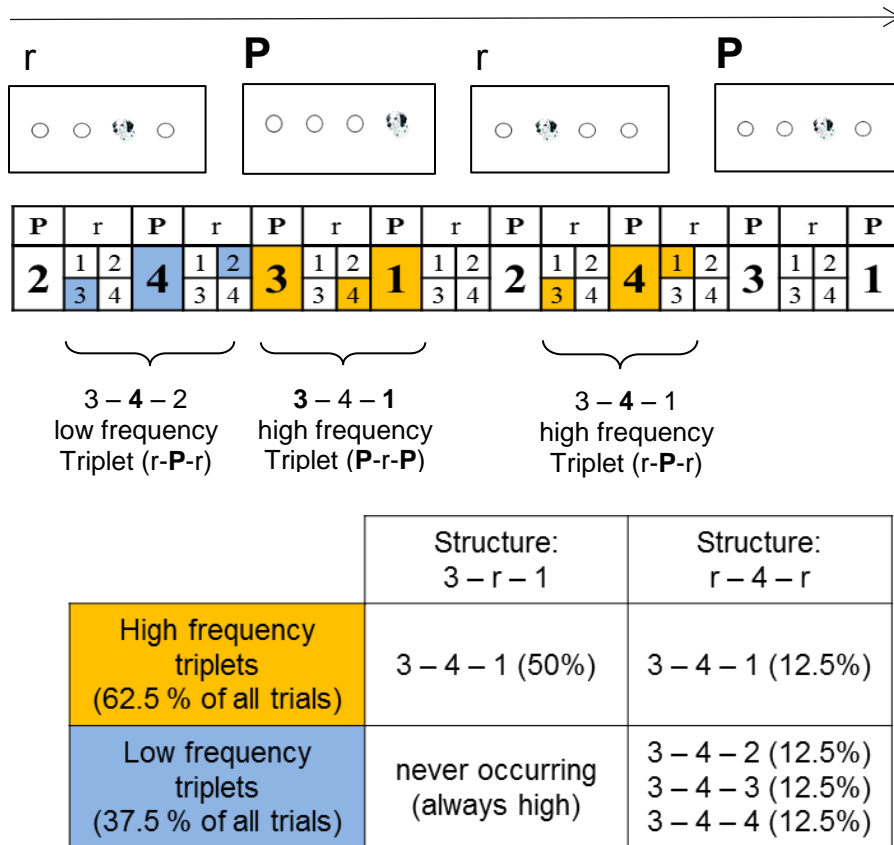 r P r P
P r P r P r P r P r P r P r P
2 1 2 4 1 2 3 1 2 1 1 2 2 1 2 4 1 2 3 1 2 1
3 4 3 4 3 4 3 4 3 4 3 4 3 4
3 – 4 – 2 3 – 4 – 1 3 – 4 – 1
low frequency high frequency high frequency
Triplet (r-P-r) Triplet (P-r-P) Triplet (r-P-r)
Structure: Structure:
3 – r – 1 r – 4 – r
High frequency
triplets
(62.5 % of all trials)
3 – 4 – 1 (50%) 3 – 4 – 1 (12.5%)
Low frequency
triplets
(37.5 % of all trials)
never occurring
(always high)
3 – 4 – 2 (12.5%)
3 – 4 – 3 (12.5%)
3 – 4 – 4 (12.5%)